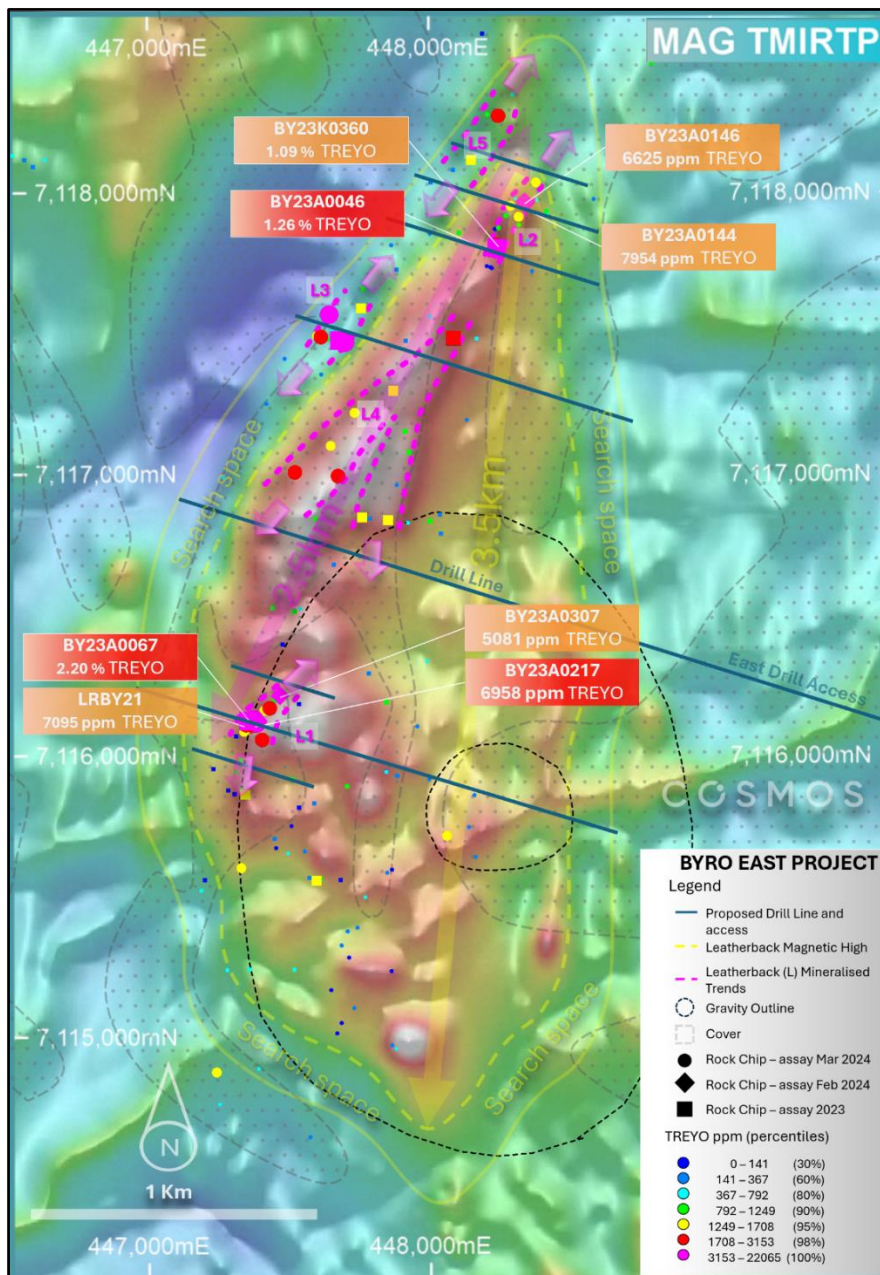 447,000mE
448,000mE
MAG TMIRTP
BY23K0360
1.09 % TREYO
L5
BY23A0146
6625 ppm TREYO
7,118,000mN
7,118,000mN
BY23A0046
1.26 % TREYO
L2
BY23A0144
7954 ppm TREYO
L3
L4
Search space
Search space
7,117,000mN
7,117,000mN
3.5km
2.5km
Drill Line
East Drill Access
BY23A0067
2.20 % TREYO
BY23A0307
5081 ppm TREYO
LRBY21
7095 ppm TREYO
BY23A0217
6958 ppm TREYO
L1
7,116,000mN
7,116,000mN
COSMOS
7,115,000mN
Search space
Search space
N
1 Km
447,000mE
448,000mE
BYRO EAST PROJECT
Legend
Proposed Drill Line and
access
Leatherback Magnetic High
Leatherback (L) Mineralised
Trends
Gravity Outline
Cover
Rock Chip – assay Mar 2024
Rock Chip – assay Feb 2024
Rock Chip – assay 2023
TREYO ppm (percentiles)
0 – 141 (30%)
141 – 367 (60%)
367 – 792 (80%)
792 – 1249 (90%)
1249 – 1708 (95%)
1708 – 3153 (98%)
3153 – 22065 (100%)